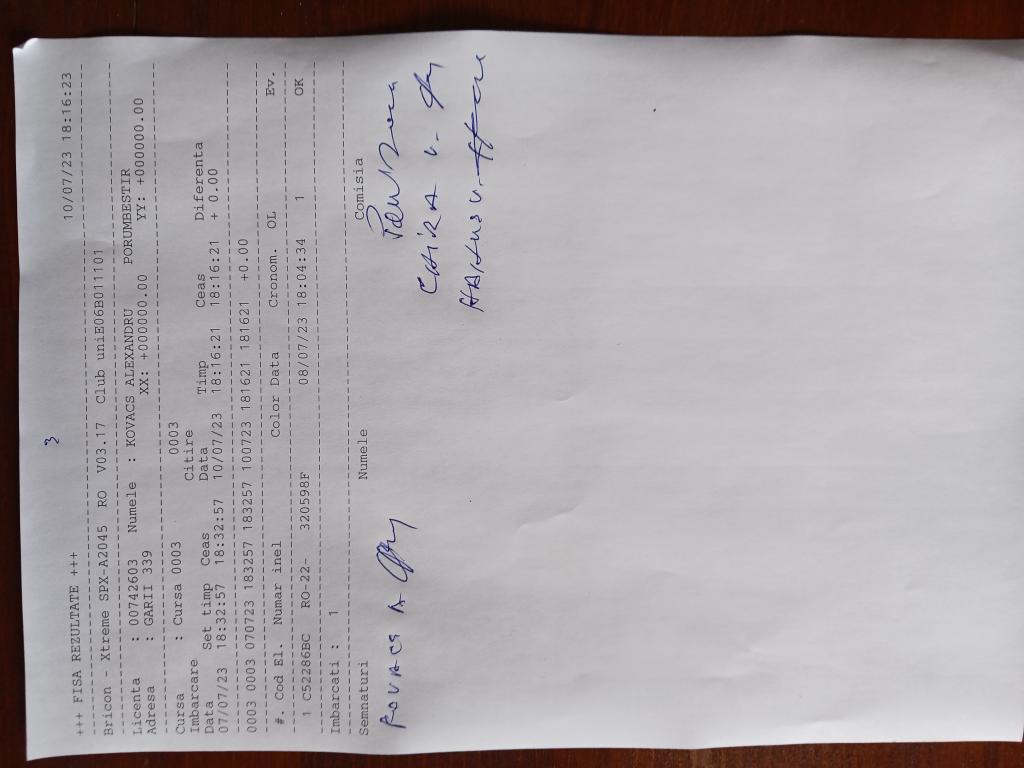 3
+++ FISA REZULTATE +++ 10/07/23 18:16:23
Bricon - Xtreme SPX-A2045 RO V03:17 Club uniE06B011101
Licenta : 00742603 Numele : KOVACS ALEXANDRU PORUMBESTIR
Adresa : GARII 339 XX: +000000.00 YY: +000000.00
Cursa : Cursa 0003 0003
Imbarcare Citire
Data Set timp Ceas Data Timp Ceas Diferenta
07/07/23 18:32:57 18:32:57 10/07/23 18:16:21 18:16:21 + 0.00
0003 0003 070723 183257 183257 100723 181621 181621 +0.00
#. Cod El. Numar inel Color Data Cronom. OL Ev.
1 C52286BC RO-22- 320598F 08/07/23 18:04:34 1 OK
Imbarcati : 1
Semnaturi Numele Comisia
KOVACS A
CHIRA V.
HAIDUS V.